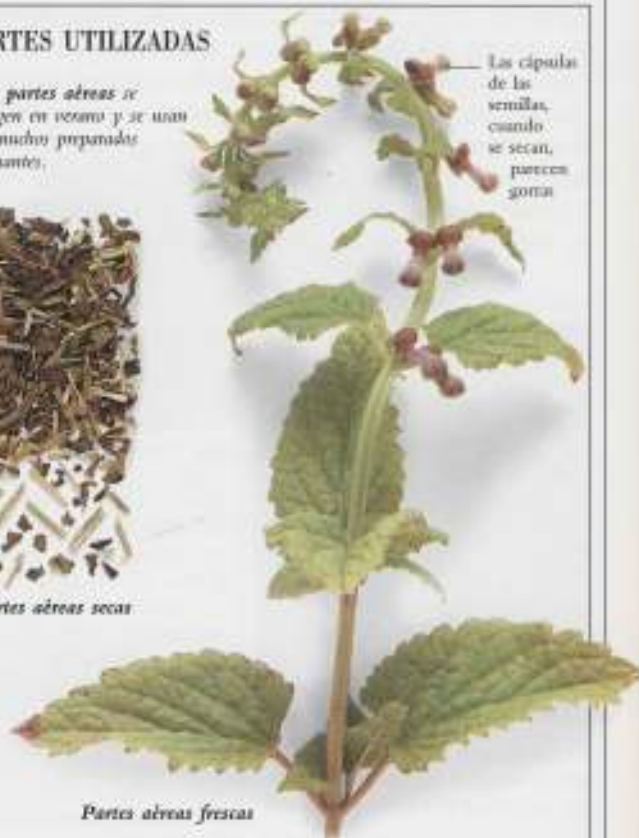 RTES UTILIZADAS
partes aéreas se
gen en verano y se usan
muchos preparados
antes.
Las cápsulas
de las
semillas,
cuando
se secan,
parecen
gorras
rtes aéreas secas
Partes aéreas frescas